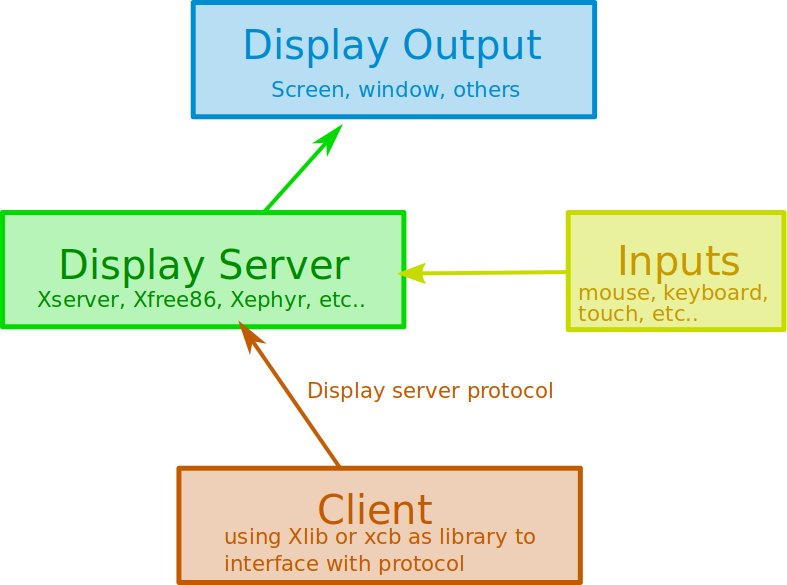 Display Output
Screen, window, others
Display Server
Xserver, Xfree86, Xephyr, etc..
Inputs
mouse, keyboard,
touch, etc..
Display server protocol
Client
using Xlib or xcb as library to
interface with protocol